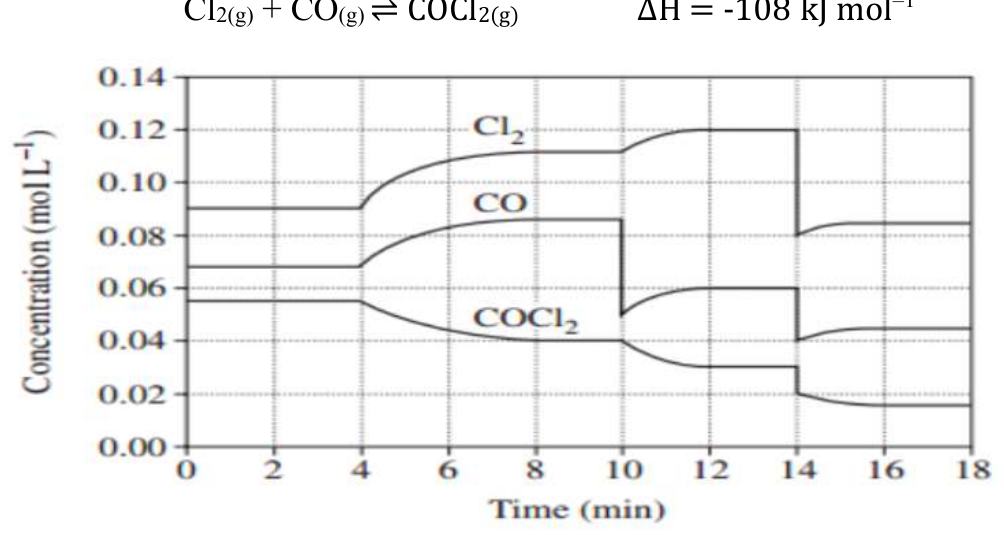 Cl₂(g) + CO(g) ⇌ COCl₂(g) ΔH = -108 kJ mol⁻¹
0.14
0.12
0.10
0.08
0.06
0.04
0.02
0.00
Concentration (mol L⁻¹)
Cl₂
CO
COCl₂
0 2 4 6 8 10 12 14 16 18
Time (min)